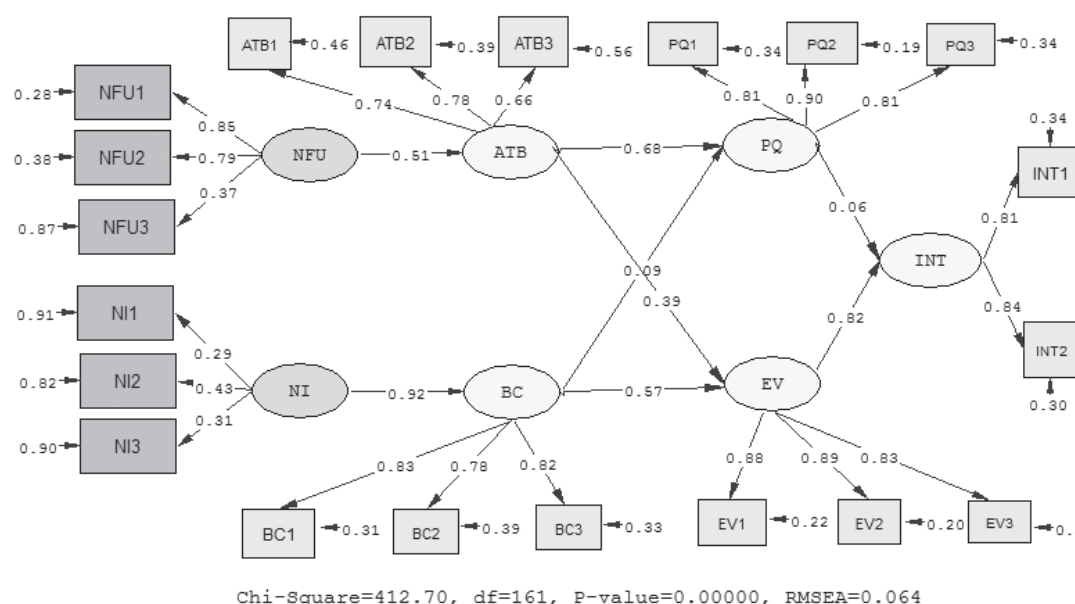 ATB1 0.46 ATB2 0.39 ATB3 0.56 PQ1 0.34 PQ2 0.19 PQ3 0.34
0.28 NFU1 0.74 0.78 0.66 0.81 0.90 0.81
0.85 0.34
0.38 NFU2 0.79 NFU 0.51 ATB 0.68 PQ INT1
0.37 0.06 0.81
0.87 NFU3
0.09 INT
0.91 NI1 0.39 0.82 0.84
0.29
0.82 NI2 0.43 NI 0.92 BC 0.57 EV INT2
0.31 0.30
0.90 NI3
0.83 0.78 0.82 0.88 0.89 0.83
BC1 0.31 BC2 0.39 BC3 0.33 EV1 0.22 EV2 0.20 EV3 0.
Chi-Square=412.70, df=161, P-value=0.00000, RMSEA=0.064